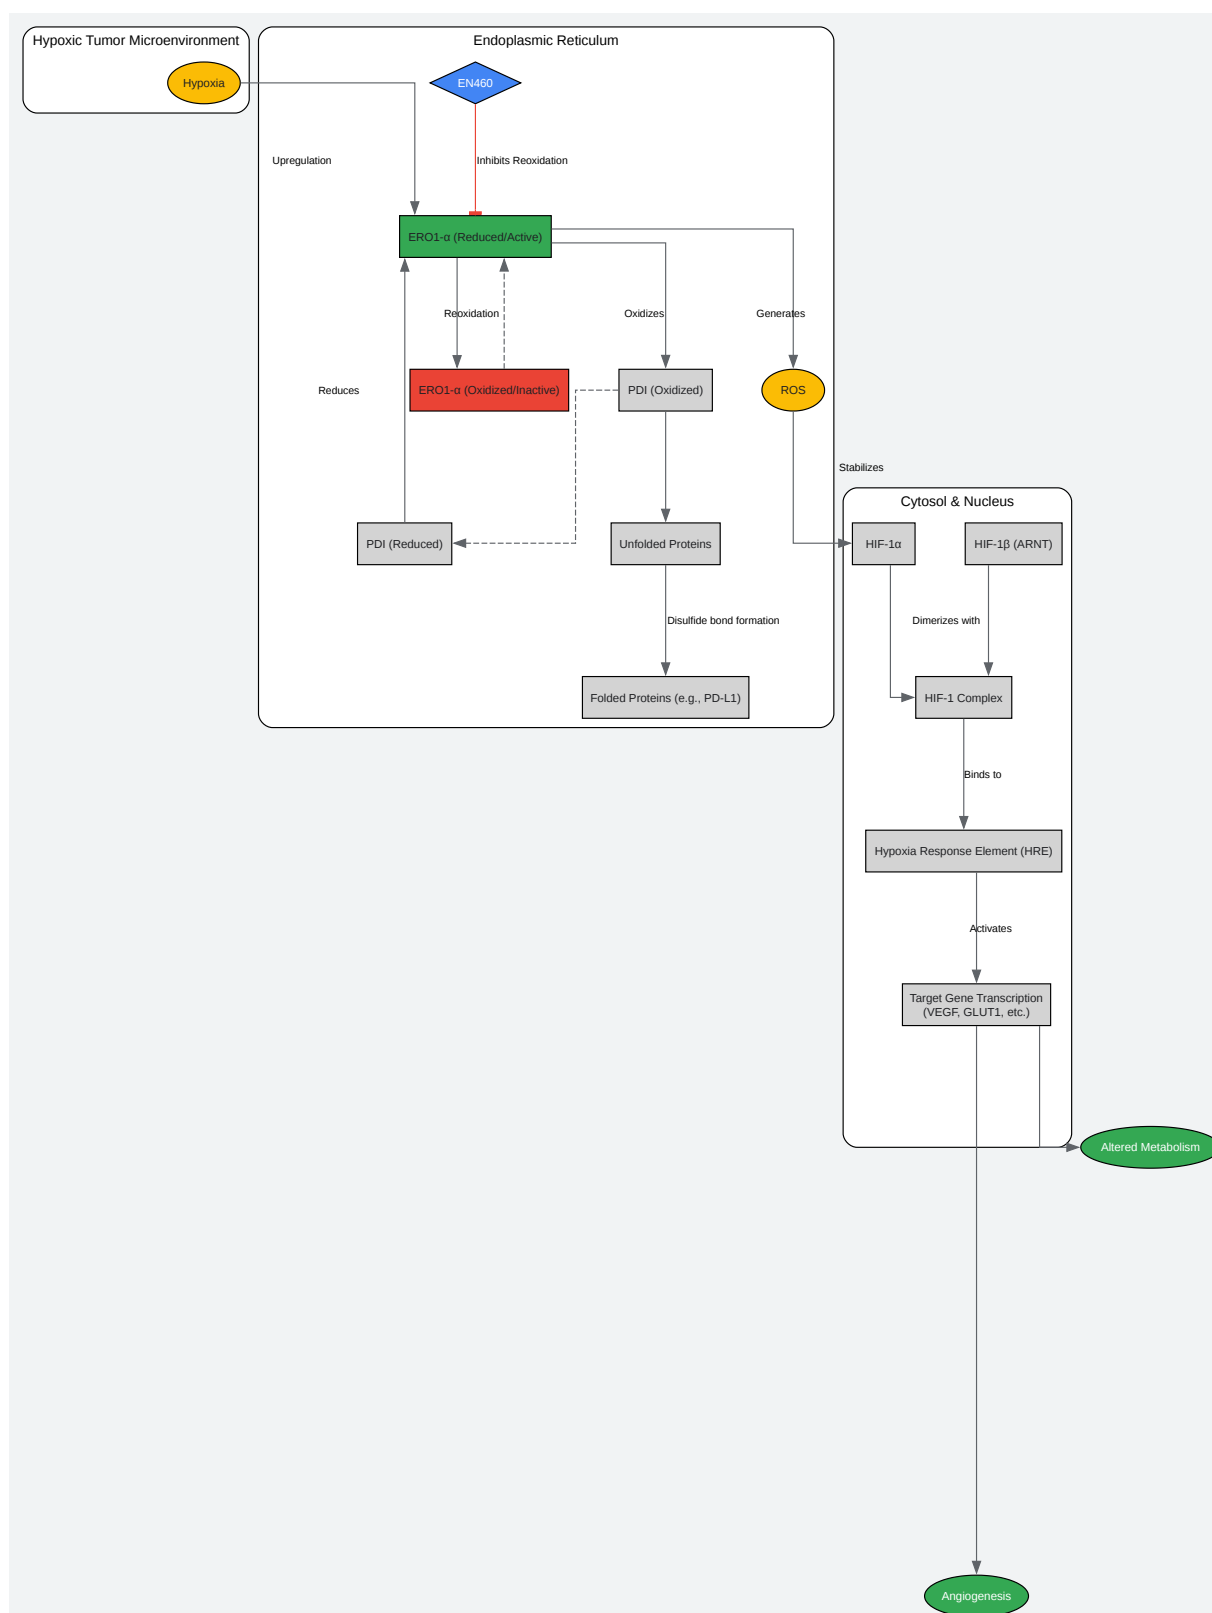 Hypoxic Tumor Microenvironment
Endoplasmic Reticulum
Hypoxia
EN460
Upregulation
Inhibits Reoxidation
ERO1-α (Reduced/Active)
Reoxidation
Oxidizes
Generates
Reduces
ERO1-α (Oxidized/Inactive)
PDI (Oxidized)
ROS
Stabilizes
Cytosol & Nucleus
PDI (Reduced)
Unfolded Proteins
HIF-1α
HIF-1β (ARNT)
Disulfide bond formation
Dimerizes with
Folded Proteins (e.g., PD-L1)
HIF-1 Complex
Binds to
Hypoxia Response Element (HRE)
Activates
Target Gene Transcription
(VEGF, GLUT1, etc.)
Altered Metabolism
Angiogenesis